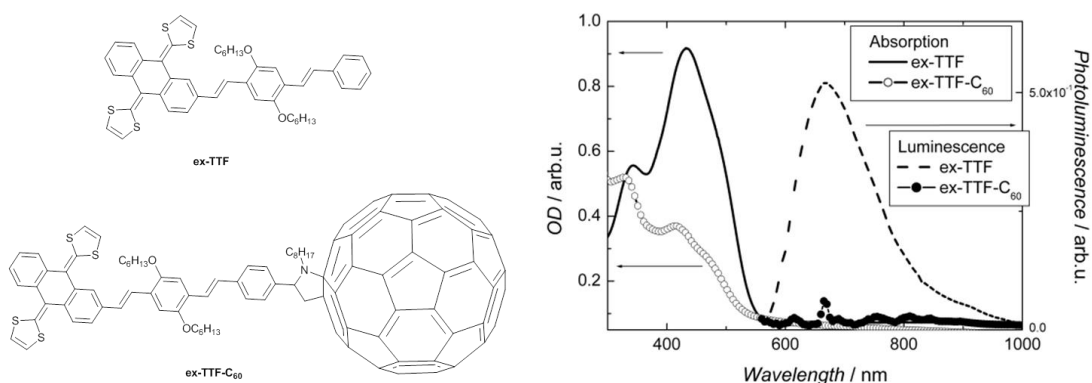 S
S
C₆H₁₃O
S
S
OC₆H₁₃
ex-TTF
C₈H₁₇
N
S
S
C₆H₁₃O
S
S
OC₆H₁₃
ex-TTF-C₆₀
1.0
0.8
0.6
0.4
0.2
OD / arb.u.
400
600
800
1000
Wavelength / nm
Absorption
ex-TTF
ex-TTF-C₆₀
Luminescence
ex-TTF
ex-TTF-C₆₀
5.0x10⁻¹
0.0
Photoluminescence / arb.u.